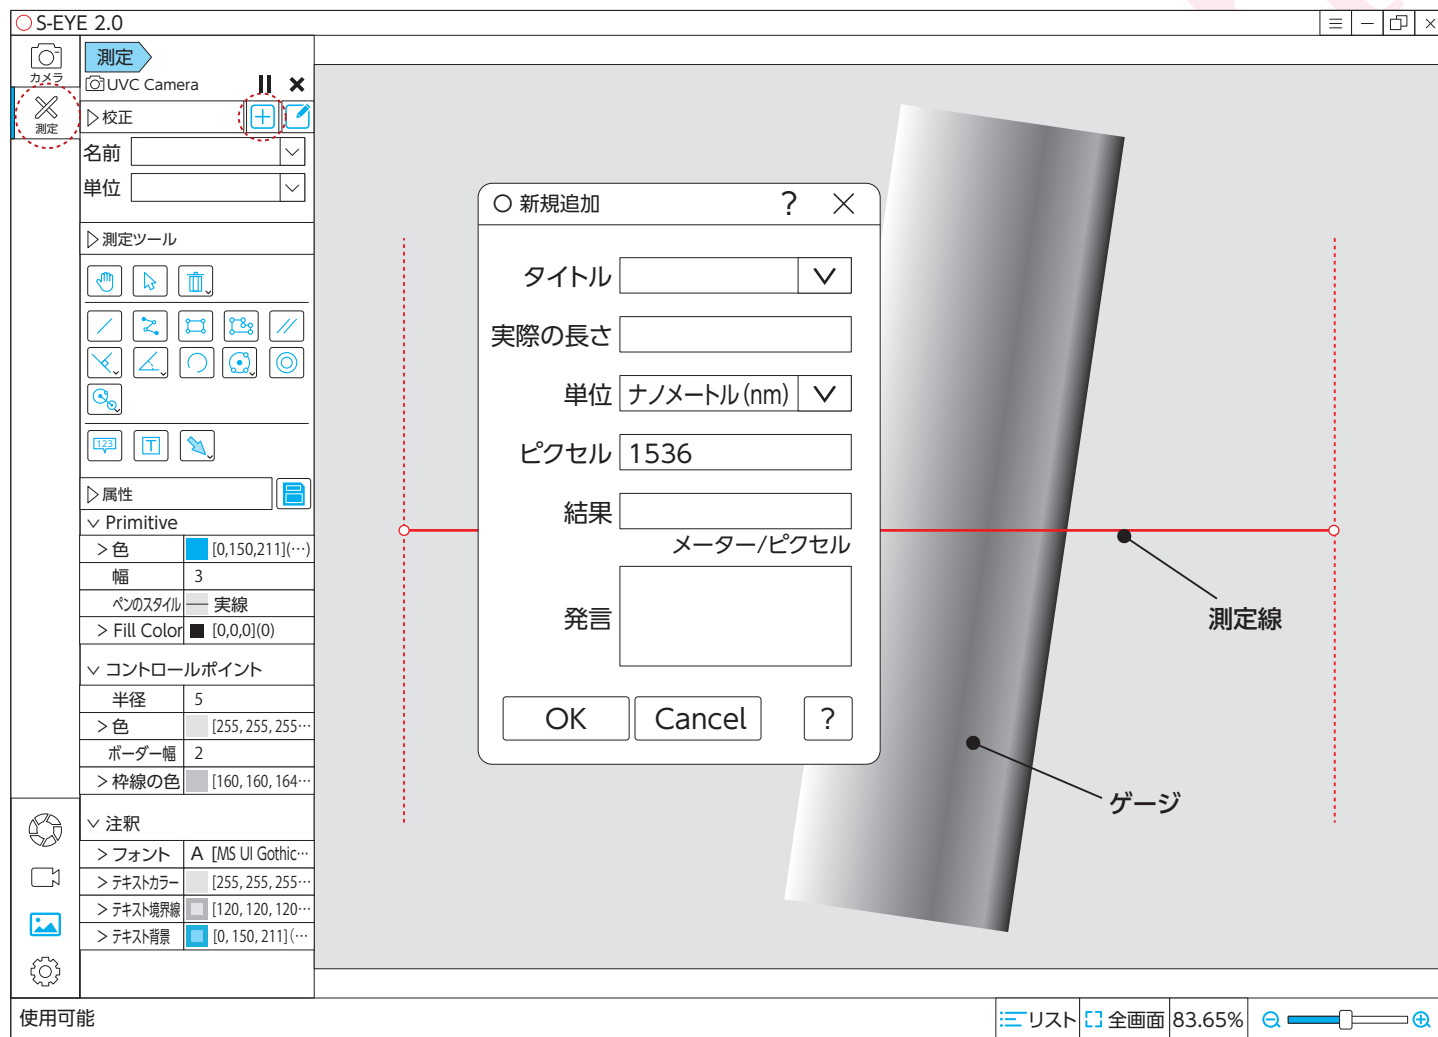 S-EYE 2.0
カメラ
測定
測定
UVC Camera
校正
名前
単位
測定ツール
123
T
属性
Primitive
>色 [0,150,211](…)
幅 3
ペンのスタイル 実線
> Fill Color [0,0,0](0)
コントロールポイント
半径 5
>色 [255, 255, 255…
ボーダー幅 2
>枠線の色 [160, 160, 164…
注釈
>フォント A [MS UI Gothic…
>テキストカラー [255, 255, 255…
>テキスト境界線 [120, 120, 120…
>テキスト背景 [0, 150, 211](…
新規追加 ?
タイトル
実際の長さ
単位 ナノメートル(nm)
ピクセル 1536
結果
メーター/ピクセル
発言
OK Cancel ?
測定線
ゲージ
使用可能
リスト 全画面 83.65%